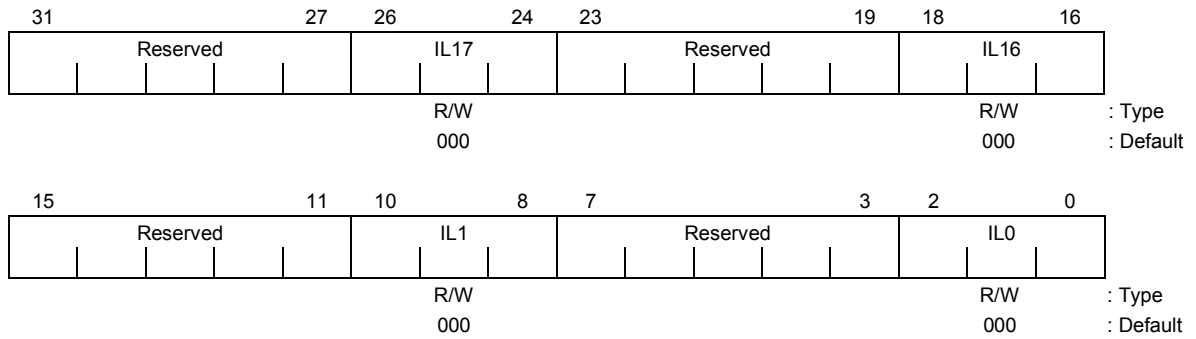 31 27 26 24 23 19 18 16
Reserved IL17 Reserved IL16
R/W R/W : Type
000 000 : Default
15 11 10 8 7 3 2 0
Reserved IL1 Reserved IL0
R/W R/W : Type
000 000 : Default